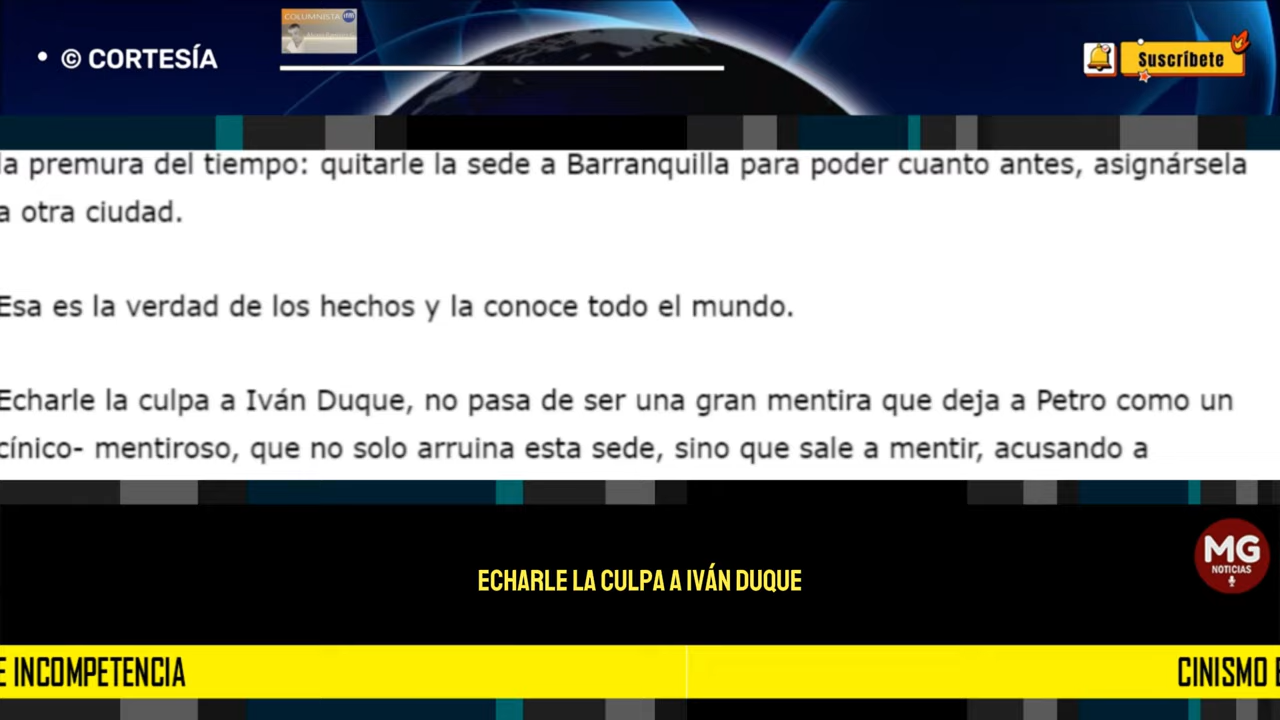 • © CORTESÍA
COLUMNISTA
Suscríbete
la premura del tiempo: quitarle la sede a Barranquilla para poder cuanto antes, asignársela
a otra ciudad.
Esa es la verdad de los hechos y la conoce todo el mundo.
Echarle la culpa a Iván Duque, no pasa de ser una gran mentira que deja a Petro como un
cínico- mentiroso, que no solo arruina esta sede, sino que sale a mentir, acusando a
MG
NOTICIAS
ECHARLE LA CULPA A IVÁN DUQUE
E INCOMPETENCIA
CINISMO E